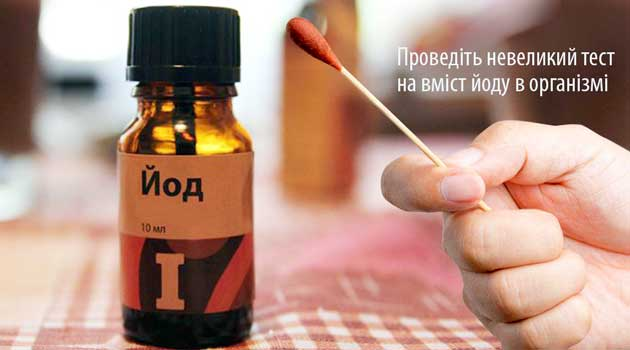 Йод
10 мл
I
Проведіть невеликий тест
на вміст йоду в організмі